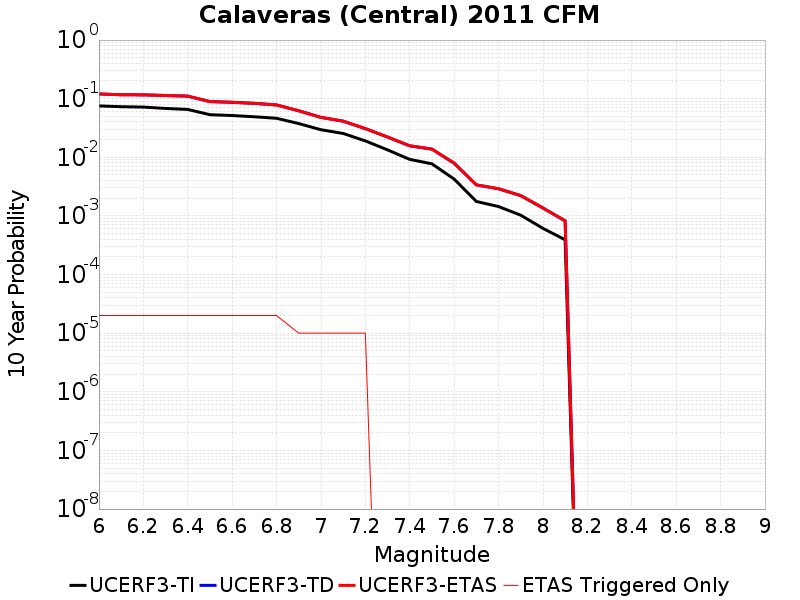 Calaveras (Central) 2011 CFM
10 Year Probability
10^0
10^-1
10^-2
10^-3
10^-4
10^-5
10^-6
10^-7
10^-8
6 6.2 6.4 6.6 6.8 7 7.2 7.4 7.6 7.8 8 8.2 8.4 8.6 8.8 9
Magnitude
UCERF3-TI UCERF3-TD UCERF3-ETAS ETAS Triggered Only